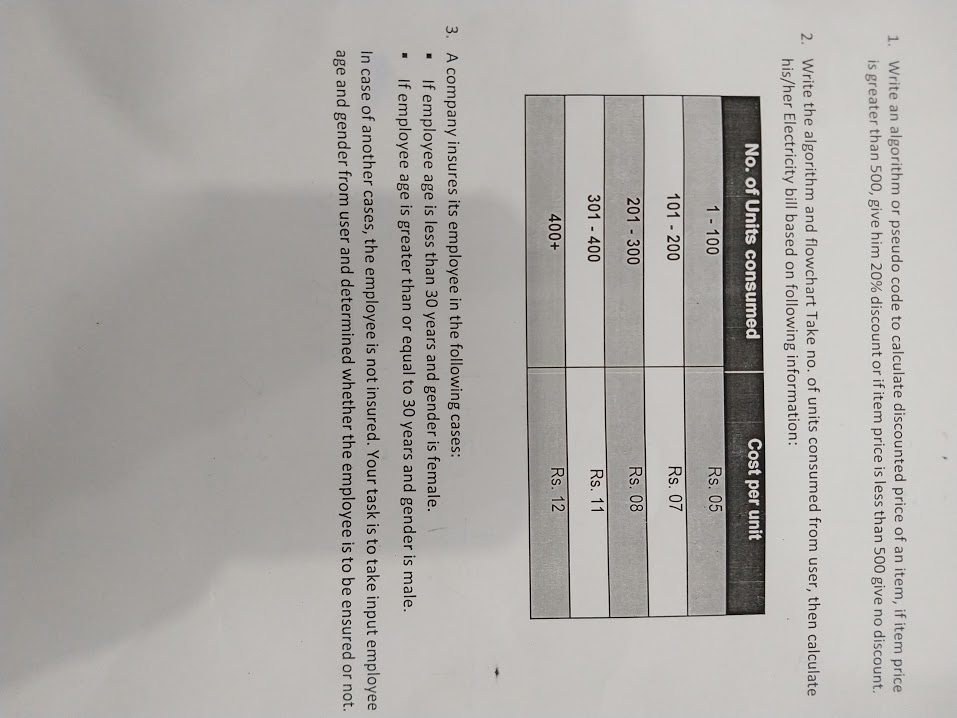 1. Write an algorithm or pseudo code to calculate discounted price of an item, if item price
is greater than 500, give him 20% discount or if item price is less than 500 give no discount.
2. Write the algorithm and flowchart Take no. of units consumed from user, then calculate
his/her Electricity bill based on following information:
No. of Units consumed Cost per unit
1 - 100 Rs. 05
101 - 200 Rs. 07
201 - 300 Rs. 08
301 - 400 Rs. 11
400+ Rs. 12
3. A company insures its employee in the following cases:
▪ If employee age is less than 30 years and gender is female.
▪ If employee age is greater than or equal to 30 years and gender is male.
In case of another cases, the employee is not insured. Your task is to take input employee
age and gender from user and determined whether the employee is to be ensured or not.